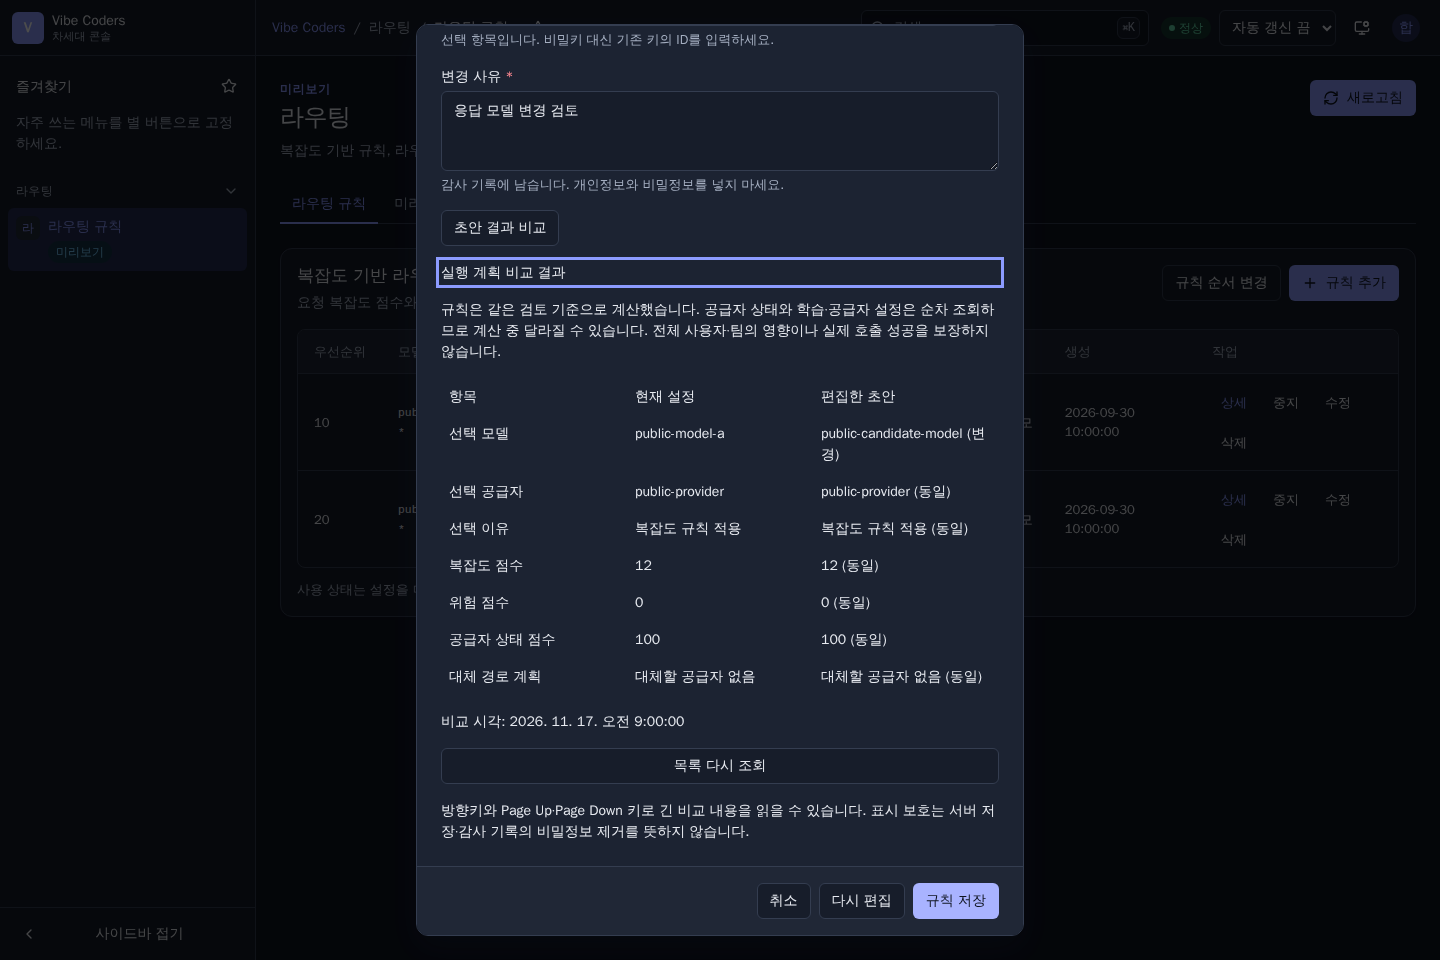 V
Vibe Coders
차세대 콘솔
Vibe Coders / 라우팅 /
⌘K
정상
자동 갱신 끔
합
즐겨찾기
자주 쓰는 메뉴를 별 버튼으로 고정
하세요.
라우팅
라 라우팅 규칙
미리보기
사이드바 접기
미리보기
라우팅
복잡도 기반 규칙,
새로고침
라우팅 규칙
복잡도 기반
요청 복잡도 점수와
규칙 순서 변경
규칙 추가
우선순위
생성
작업
10
*
2026-09-30
10:00:00
상세 중지 수정
삭제
20
*
2026-09-30
10:00:00
상세 중지 수정
삭제
사용 상태는 설정을
선택 항목입니다. 비밀키 대신 기존 키의 ID를 입력하세요.
변경 사유 *
응답 모델 변경 검토
감사 기록에 남습니다. 개인정보와 비밀정보를 넣지 마세요.
초안 결과 비교
실행 계획 비교 결과
규칙은 같은 검토 기준으로 계산했습니다. 공급자 상태와 학습·공급자 설정은 순차 조회하
므로 계산 중 달라질 수 있습니다. 전체 사용자·팀의 영향이나 실제 호출 성공을 보장하지
않습니다.
항목 현재 설정 편집한 초안
선택 모델 public-model-a public-candidate-model (변
경)
선택 공급자 public-provider public-provider (동일)
선택 이유 복잡도 규칙 적용 복잡도 규칙 적용 (동일)
복잡도 점수 12 12 (동일)
위험 점수 0 0 (동일)
공급자 상태 점수 100 100 (동일)
대체 경로 계획 대체할 공급자 없음 대체할 공급자 없음 (동일)
비교 시각: 2026. 11. 17. 오전 9:00:00
목록 다시 조회
방향키와 Page Up·Page Down 키로 긴 비교 내용을 읽을 수 있습니다. 표시 보호는 서버 저
장·감사 기록의 비밀정보 제거를 뜻하지 않습니다.
취소 다시 편집 규칙 저장